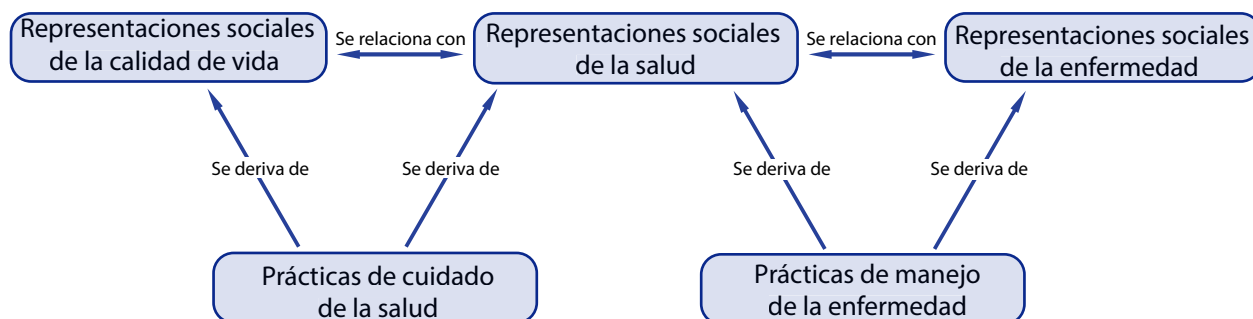 Representaciones sociales
de la calidad de vida
Se relaciona con
Representaciones sociales
de la salud
Se relaciona con
Representaciones sociales
de la enfermedad
Se deriva de
Se deriva de
Se deriva de
Se deriva de
Prácticas de cuidado
de la salud
Prácticas de manejo
de la enfermedad